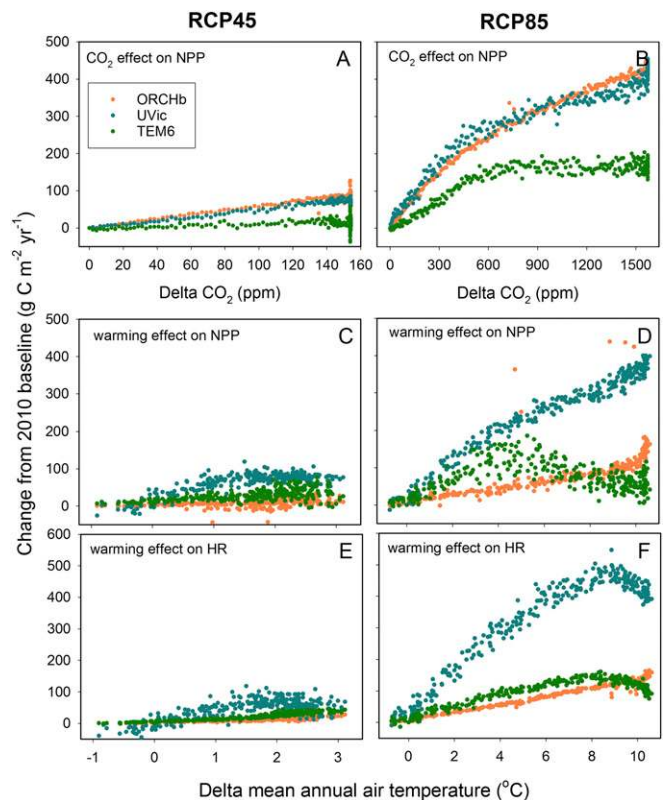 RCP45 RCP85
CO2 effect on NPP A
CO2 effect on NPP B
ORCHb
UVic
TEM6
500
400
300
200
100
0
0 20 40 60 80 100 120 140 160
0 300 600 900 1200 1500
Delta CO2 (ppm) Delta CO2 (ppm)
Change from 2010 baseline (g C m-2 yr-1)
warming effect on NPP C
warming effect on NPP D
500
400
300
200
100
0
warming effect on HR E
warming effect on HR F
600
500
400
300
200
100
0
-1 0 1 2 3
0 2 4 6 8 10
Delta mean annual air temperature (oC)